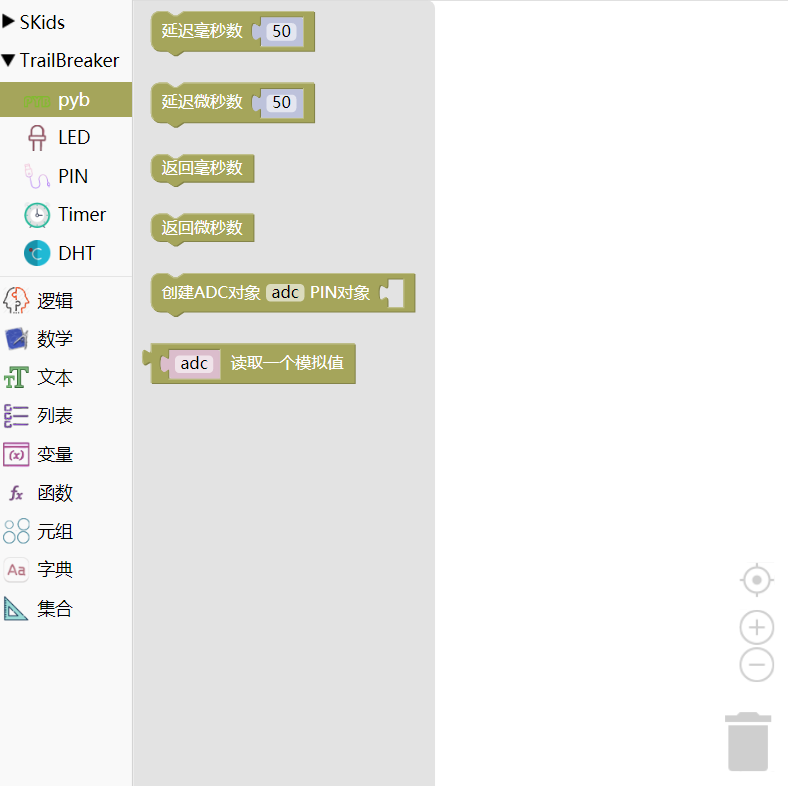 SKids
TrailBreaker
pyb
LED
PIN
Timer
DHT
逻辑
数学
文本
列表
变量
函数
元组
字典
集合
延迟毫秒数 50
延迟微秒数 50
返回毫秒数
返回微秒数
创建ADC对象 adc PIN对象
adc 读取一个模拟值